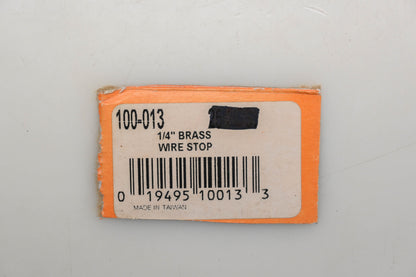 100-013
1/4" BRASS
WIRE STOP
0 19495 10013 3
MADE IN TAIWAN